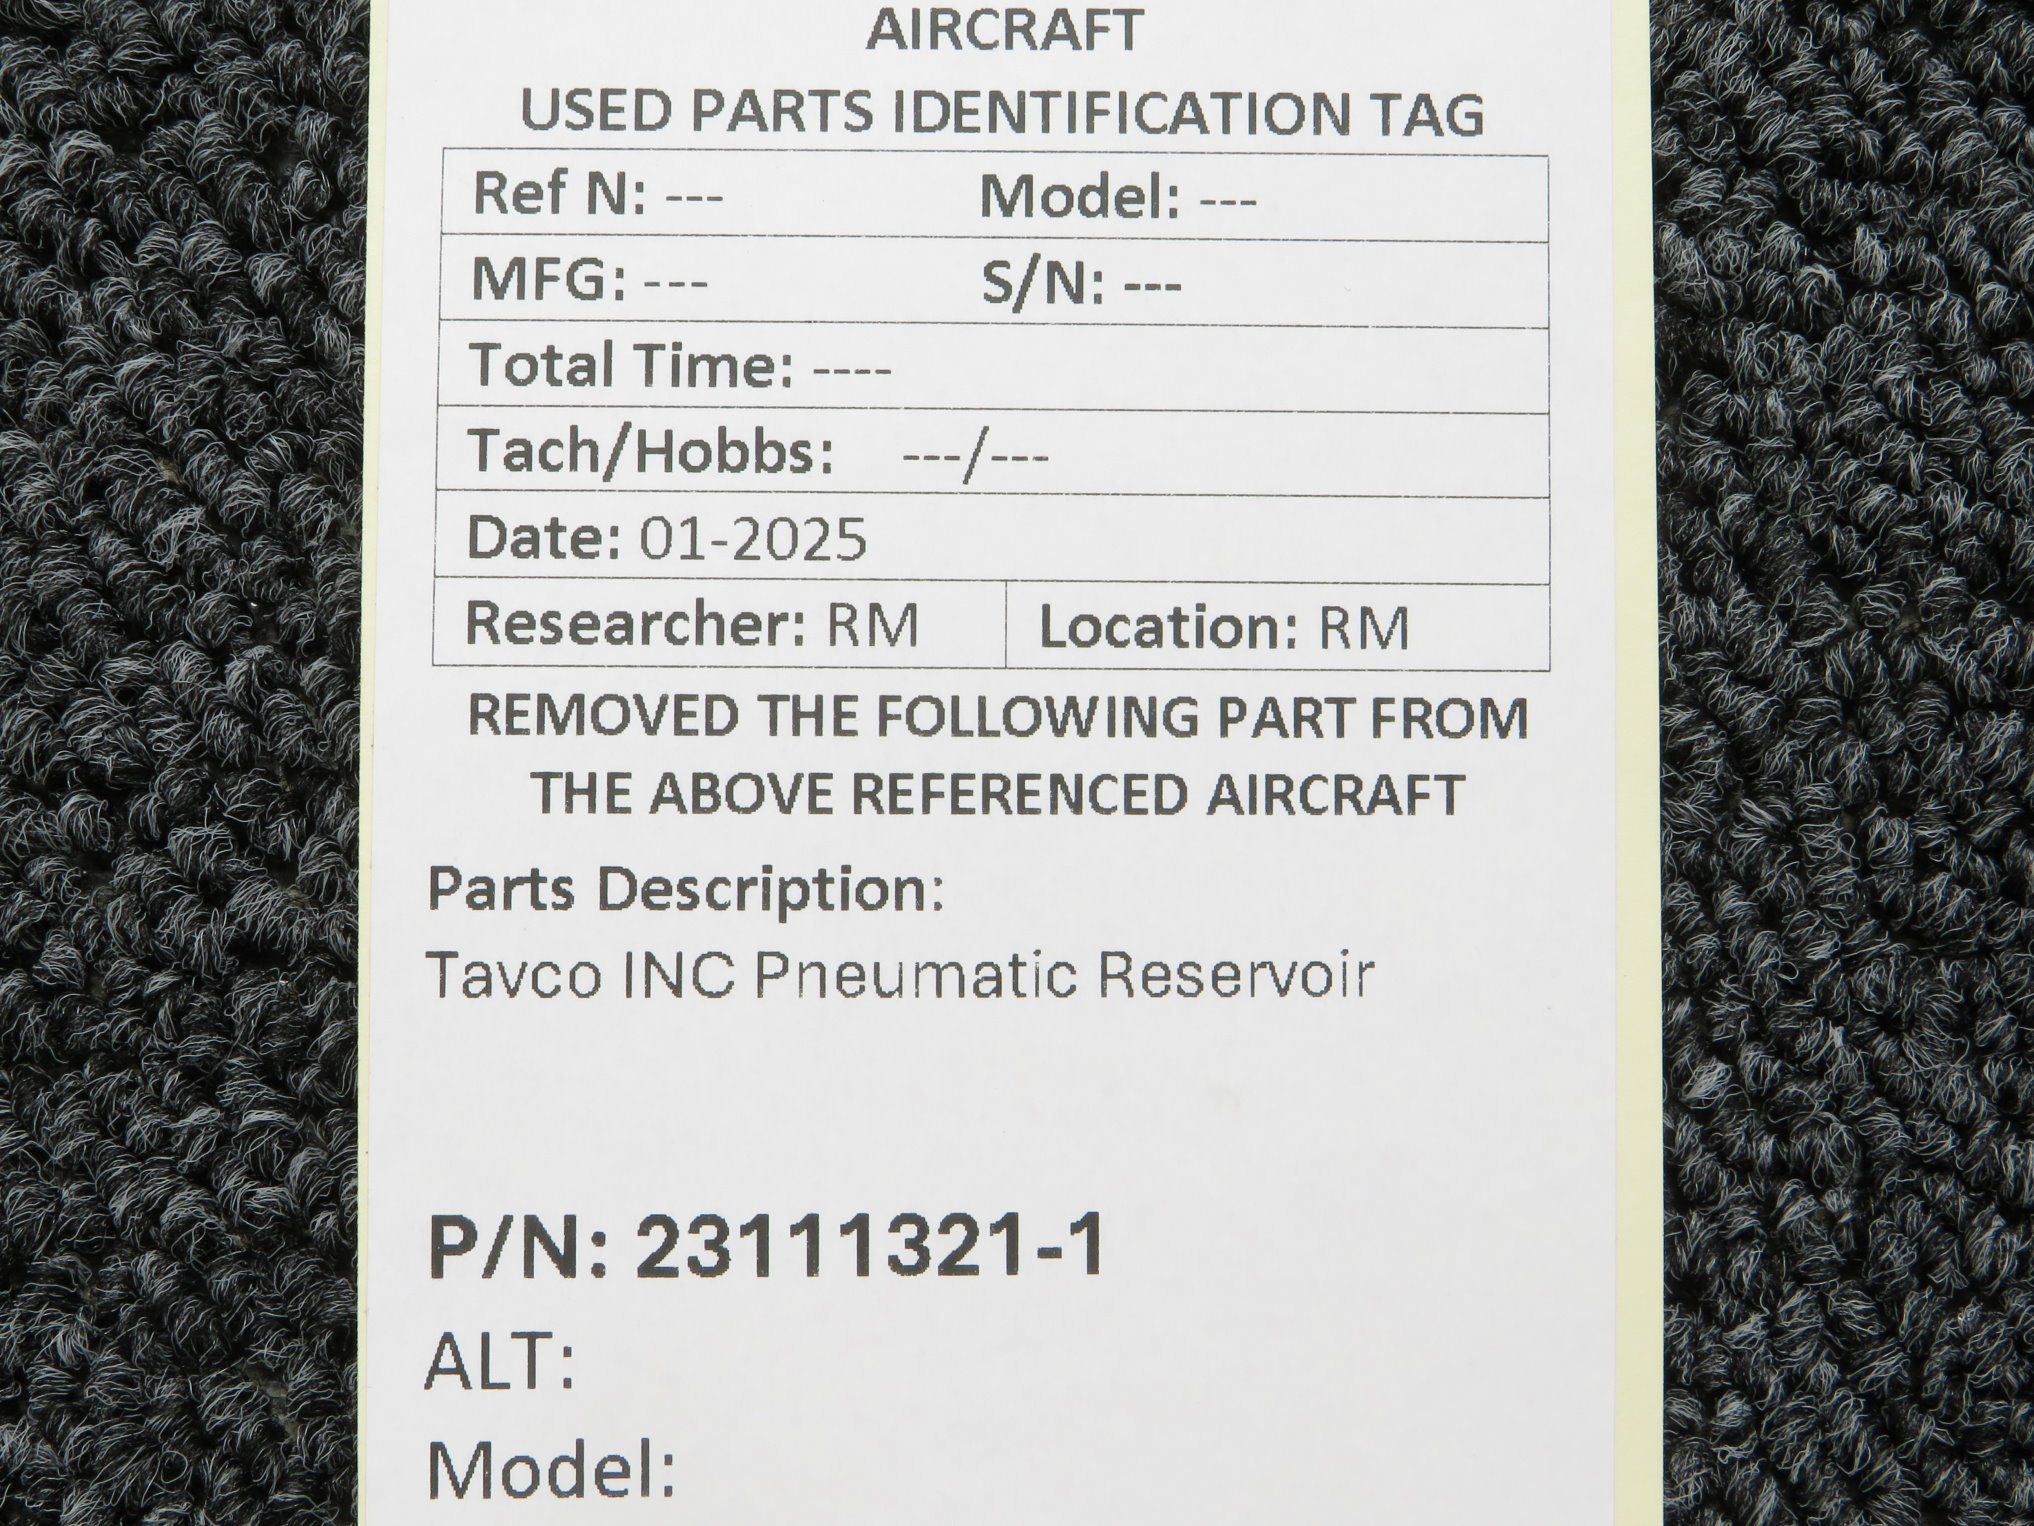 AIRCRAFT
USED PARTS IDENTIFICATION TAG
Ref N: --- Model: ---
MFG: --- S/N: ---
Total Time: ----
Tach/Hobbs: ---/---
Date: 01-2025
Researcher: RM Location: RM
REMOVED THE FOLLOWING PART FROM
THE ABOVE REFERENCED AIRCRAFT
Parts Description:
Tavco INC Pneumatic Reservoir
P/N: 23111321-1
ALT:
Model: